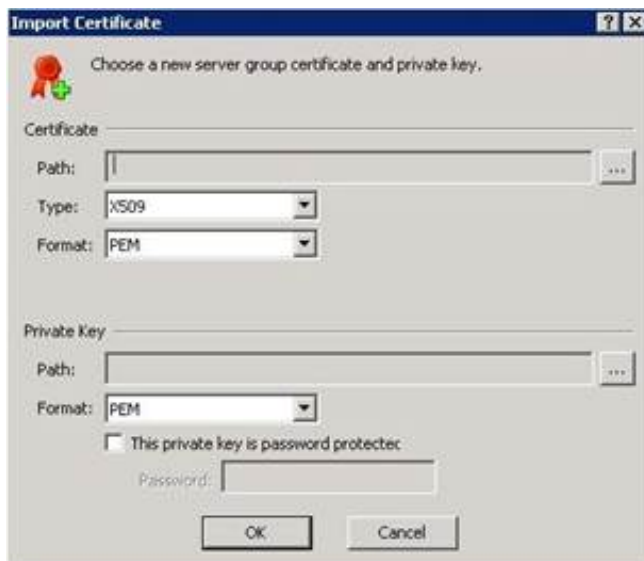 Import Certificate
Choose a new server group certificate and private key.
Certificate
Path:
...
Type: X509
Format: PEM
Private Key
Path:
...
Format: PEM
This private key is password protectec
Password:
OK Cancel